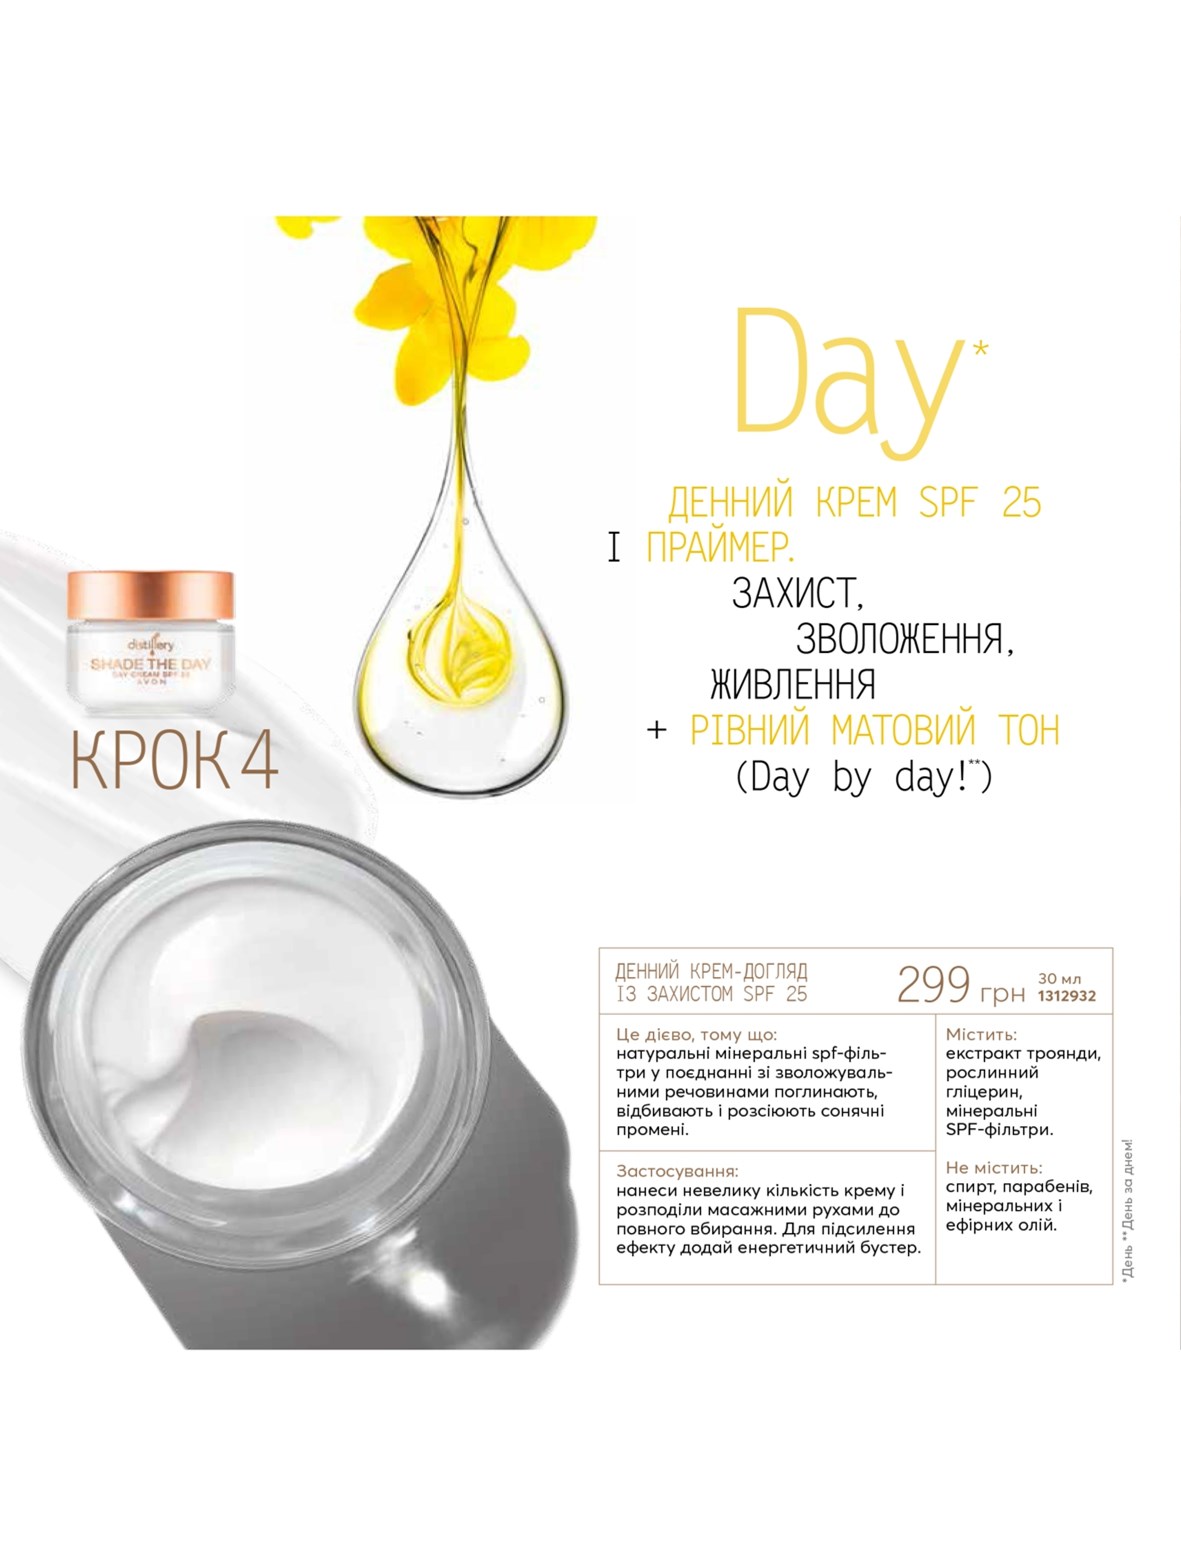 Day*
ДЕННИЙ КРЕМ SPF 25
І ПРАЙМЕР.
ЗАХИСТ,
ЗВОЛОЖЕННЯ,
ЖИВЛЕННЯ
+ РІВНИЙ МАТОВИЙ ТОН
(Day by day!**)
distillery
SHADE THE DAY
DAY CREAM SPF 25
AVON
КРОК 4
ДЕННИЙ КРЕМ-ДОГЛЯД
ІЗ ЗАХИСТОМ SPF 25
299 грн
30 мл
1312932
Це дієво, тому що:
натуральні мінеральні spf-філь-
три у поєднанні зі зволожуваль-
ними речовинами поглинають,
відбивають і розсіюють сонячні
промені.
Застосування:
нанеси невелику кількість крему і
розподіли масажними рухами до
повного вбирання. Для підсилення
ефекту додай енергетичний бустер.
Містить:
екстракт троянди,
рослинний
гліцерин,
мінеральні
SPF-фільтри.
Не містить:
спирт, парабенів,
мінеральних і
ефірних олій.
*День **День за днем!